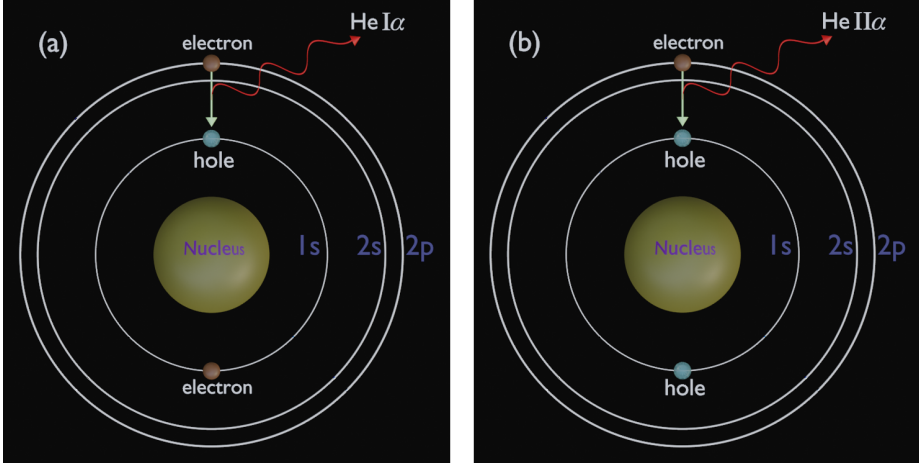 (a)
He Iα
electron
hole
Nucleus
1s
2s
2p
electron
(b)
He IIα
electron
hole
Nucleus
1s
2s
2p
hole